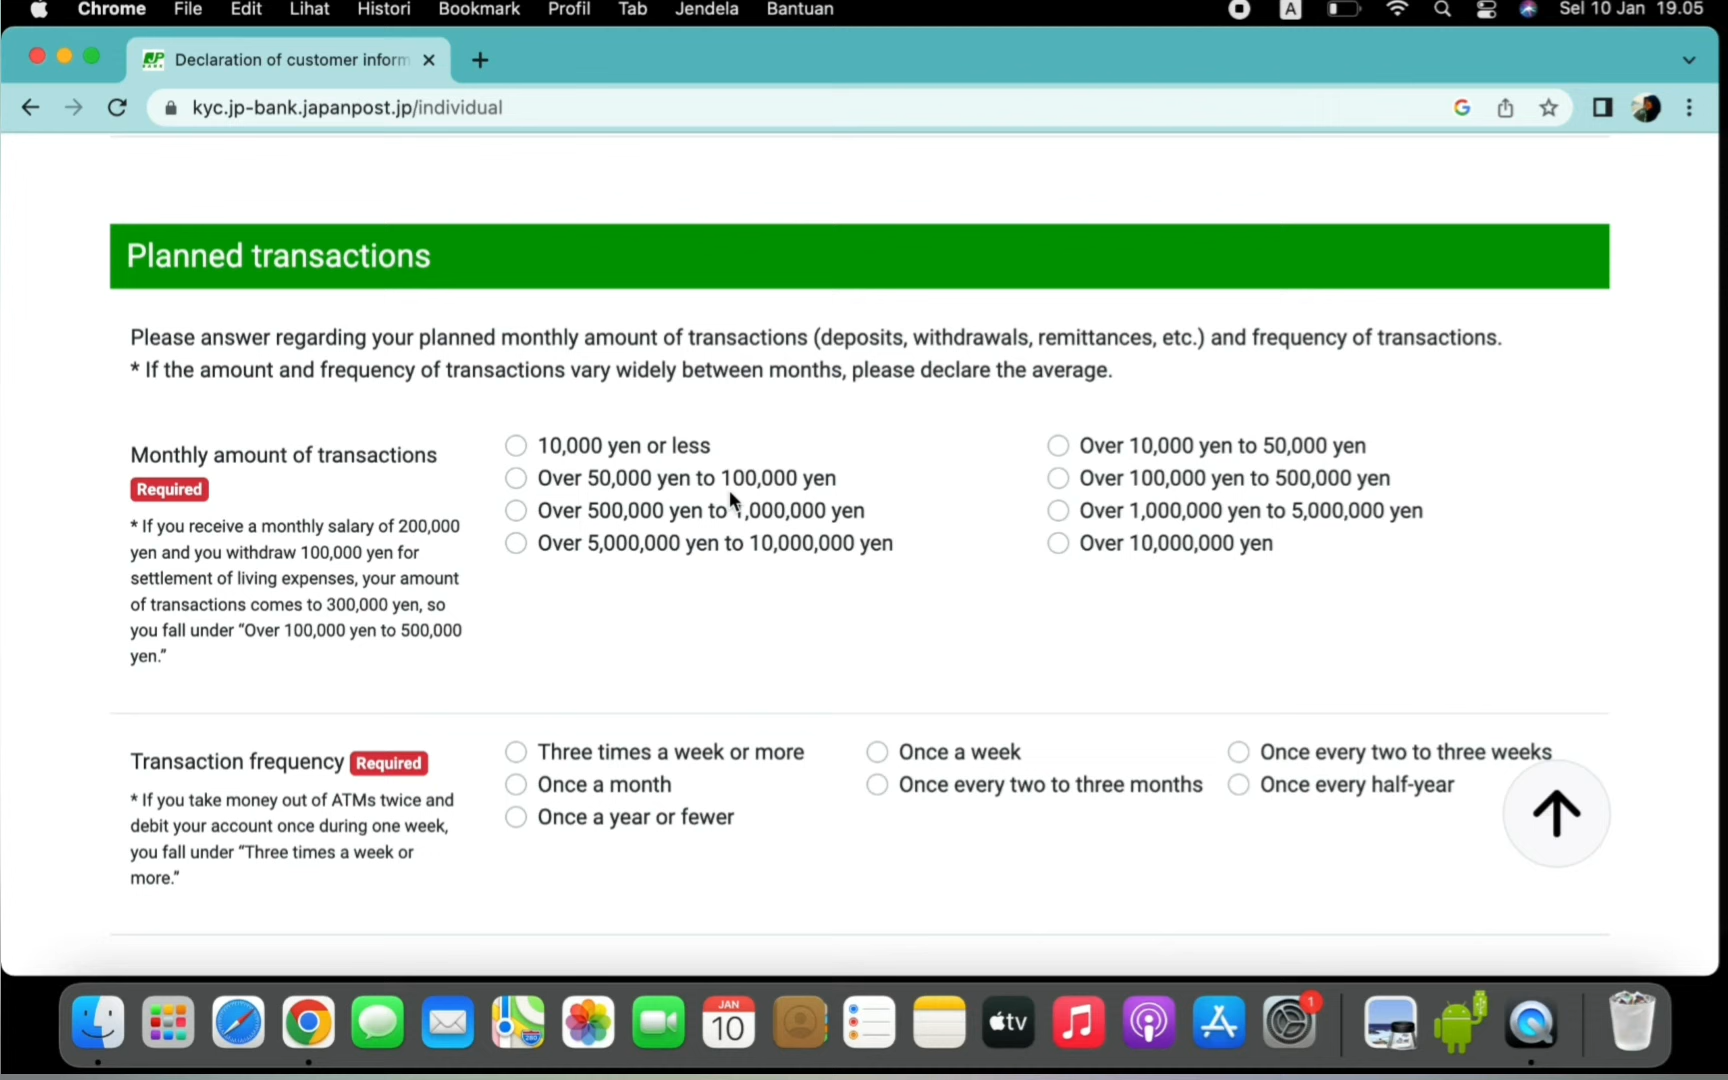 Chrome File Edit Lihat Histori Bookmark Profil Tab Jendela Bantuan A Sel 10 Jan 19.05
JP BANK Declaration of customer inform
kyc.jp-bank.japanpost.jp/individual G
Planned transactions
Please answer regarding your planned monthly amount of transactions (deposits, withdrawals, remittances, etc.) and frequency of transactions.
* If the amount and frequency of transactions vary widely between months, please declare the average.
Monthly amount of transactions
Required
* If you receive a monthly salary of 200,000
yen and you withdraw 100,000 yen for
settlement of living expenses, your amount
of transactions comes to 300,000 yen, so
you fall under “Over 100,000 yen to 500,000
yen.”
10,000 yen or less Over 10,000 yen to 50,000 yen
Over 50,000 yen to 100,000 yen Over 100,000 yen to 500,000 yen
Over 500,000 yen to 1,000,000 yen Over 1,000,000 yen to 5,000,000 yen
Over 5,000,000 yen to 10,000,000 yen Over 10,000,000 yen
Transaction frequency Required
* If you take money out of ATMs twice and
debit your account once during one week,
you fall under “Three times a week or
more.”
Three times a week or more Once a week Once every two to three weeks
Once a month Once every two to three months Once every half-year
Once a year or fewer
JAN
10
tv
1